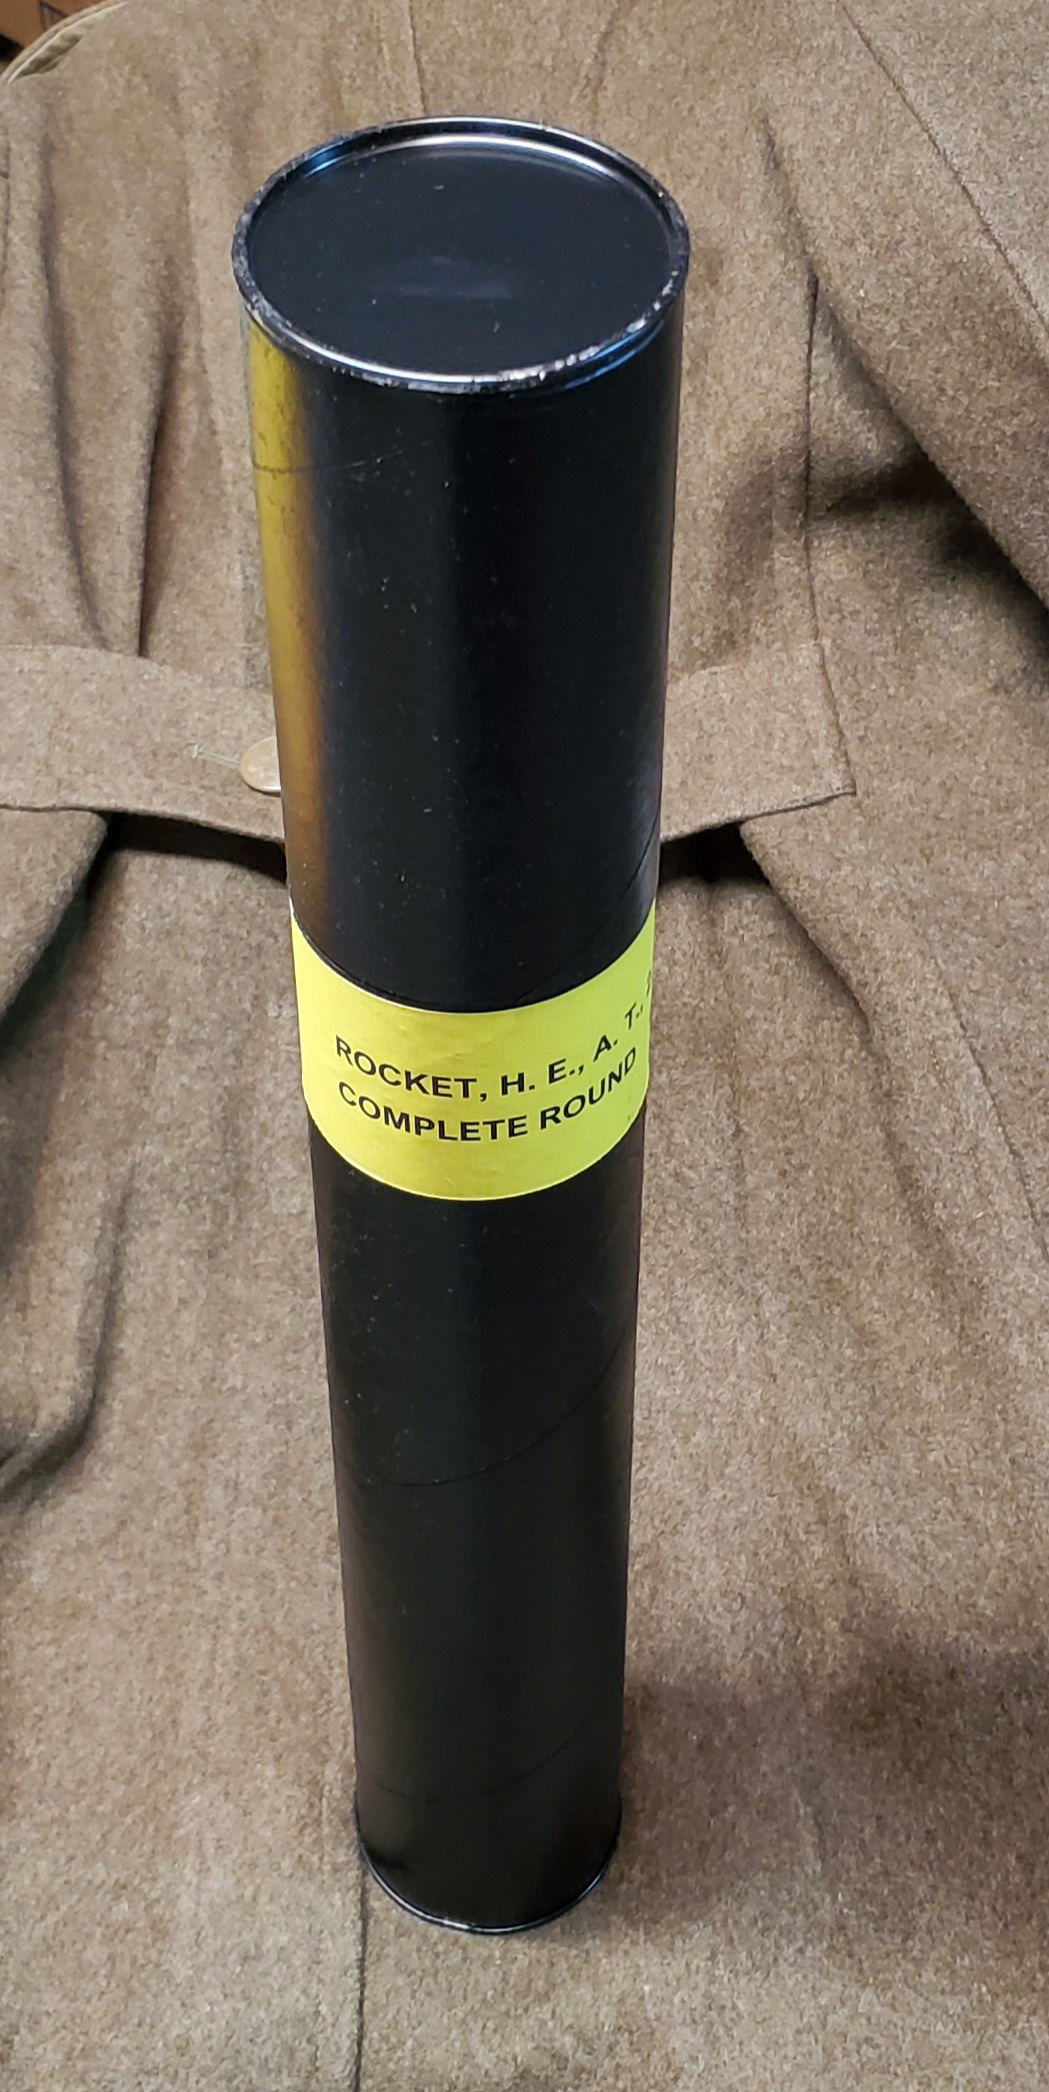 ROCKET, H. E., A. T.,
COMPLETE ROUND